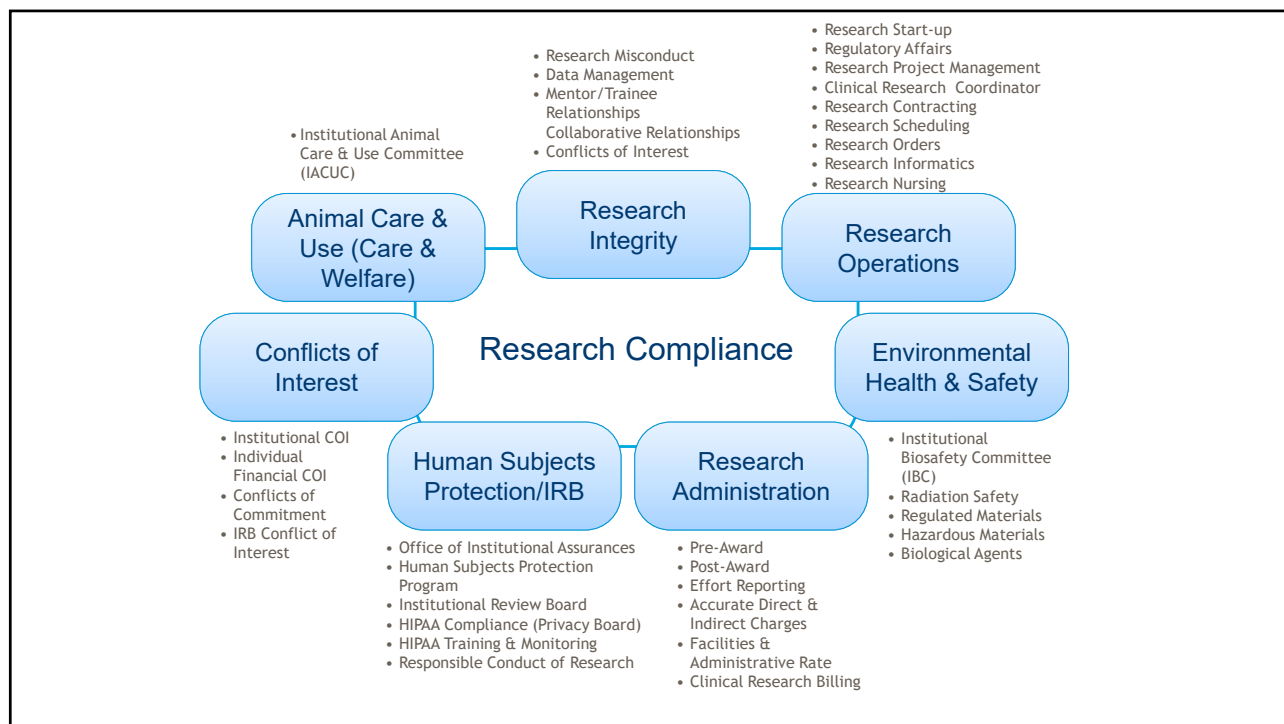 • Research Start-up
• Regulatory Affairs
• Research Project Management
• Clinical Research Coordinator
• Research Contracting
• Research Scheduling
• Research Orders
• Research Informatics
• Research Nursing
• Research Misconduct
• Data Management
• Mentor/Trainee
Relationships
Collaborative Relationships
• Conflicts of Interest
• Institutional Animal
Care & Use Committee
(IACUC)
Animal Care &
Use (Care &
Welfare)
Research
Integrity
Research
Operations
Conflicts of
Interest
Research Compliance
Environmental
Health & Safety
• Institutional COI
• Individual
Financial COI
• Conflicts of
Commitment
• IRB Conflict of
Interest
Human Subjects
Protection/IRB
Research
Administration
• Institutional
Biosafety Committee
(IBC)
• Radiation Safety
• Regulated Materials
• Hazardous Materials
• Biological Agents
• Office of Institutional Assurances
• Human Subjects Protection
Program
• Institutional Review Board
• HIPAA Compliance (Privacy Board)
• HIPAA Training & Monitoring
• Responsible Conduct of Research
• Pre-Award
• Post-Award
• Effort Reporting
• Accurate Direct &
Indirect Charges
• Facilities &
Administrative Rate
• Clinical Research Billing